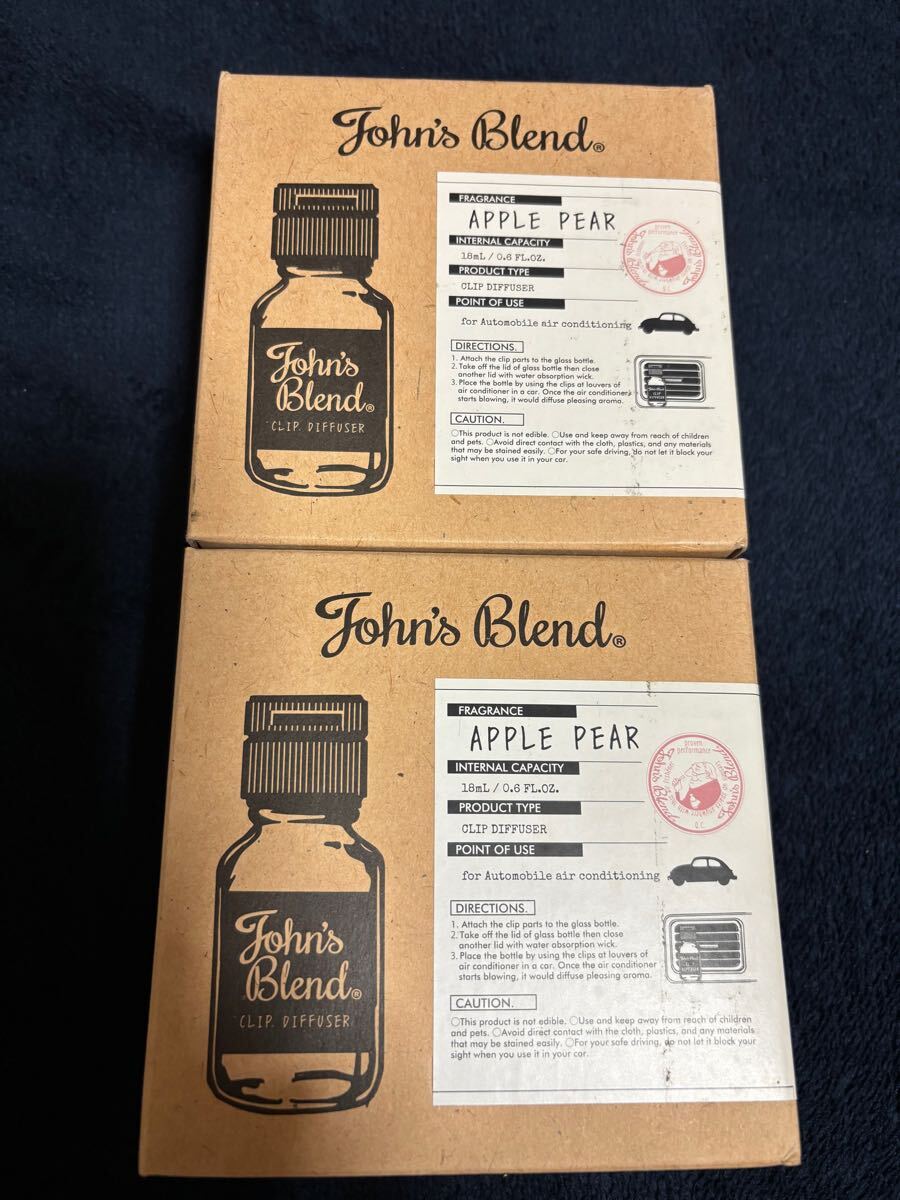 John's Blend®
FRAGRANCE
APPLE PEAR
INTERNAL CAPACITY
18mL / 0.6 FL.OZ.
PRODUCT TYPE
CLIP DIFFUSER
POINT OF USE
for Automobile air conditioning
proven
performance
John's Blend
Q.C.
DIRECTIONS.
1. Attach the clip parts to the glass bottle.
2. Take off the lid of glass bottle then close
another lid with water absorption wick.
3. Place the bottle by using the clips at louvers of
air conditioner in a car. Once the air conditioner
starts blowing, it would diffuse pleasing aroma.
CAUTION.
○This product is not edible. ○Use and keep away from reach of children
and pets. ○Avoid direct contact with the cloth, plastics, and any materials
that may be stained easily. ○For your safe driving, do not let it block your
sight when you use it in your car.
John's
Blend®
CLIP. DIFFUSER
John's Blend®
FRAGRANCE
APPLE PEAR
INTERNAL CAPACITY
18mL / 0.6 FL.OZ.
PRODUCT TYPE
CLIP DIFFUSER
POINT OF USE
for Automobile air conditioning
proven
performance
John's Blend
Q.C.
DIRECTIONS.
1. Attach the clip parts to the glass bottle.
2. Take off the lid of glass bottle then close
another lid with water absorption wick.
3. Place the bottle by using the clips at louvers of
air conditioner in a car. Once the air conditioner
starts blowing, it would diffuse pleasing aroma.
CAUTION.
○This product is not edible. ○Use and keep away from reach of children
and pets. ○Avoid direct contact with the cloth, plastics, and any materials
that may be stained easily. ○For your safe driving, do not let it block your
sight when you use it in your car.
John's
Blend®
CLIP. DIFFUSER